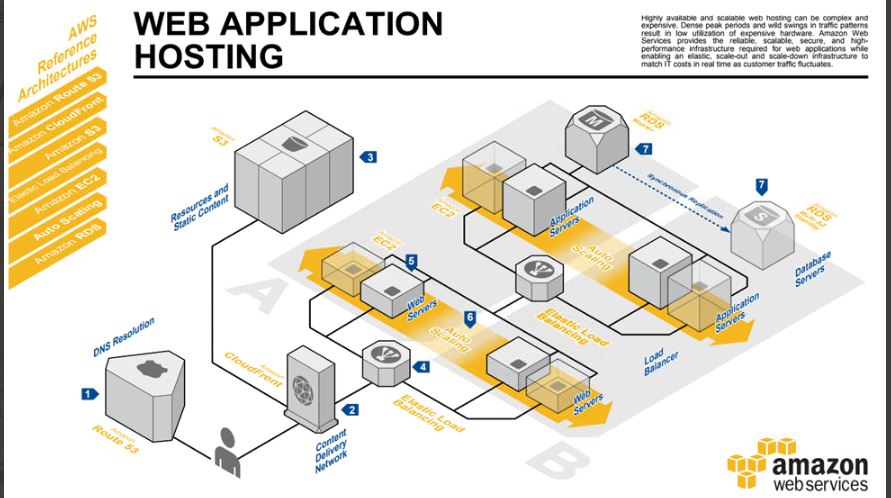 AWS
Reference
Architectures
Amazon Route 53
Amazon CloudFront
Amazon S3
Elastic Load Balancing
Amazon EC2
Auto Scaling
Amazon RDS
WEB APPLICATION
HOSTING
Highly available and scalable web hosting can be complex and
expensive. Dense peak periods and wild swings in traffic patterns
result in low utilization of expensive hardware. Amazon Web
Services provides the reliable, scalable, secure, and high-
performance infrastructure required for web applications while
enabling an elastic, scale-out and scale-down infrastructure to
match IT costs in real time as customer traffic fluctuates.
Amazon
S3
3
Resources and
Static Content
Amazon
EC2
Application
Servers
Auto
Scaling
M
Amazon
RDS
7
Synchronous Replication
7
S
RDS
Database
Servers
Application
Servers
Elastic Load
Balancing
Load
Balancer
A
Amazon
EC2
5
Web
Servers
6
Auto
Scaling
Web
Servers
4
Elastic Load
Balancing
B
DNS Resolution
1
Amazon
Route 53
Amazon
CloudFront
2
Content
Delivery
Network
amazon
web services